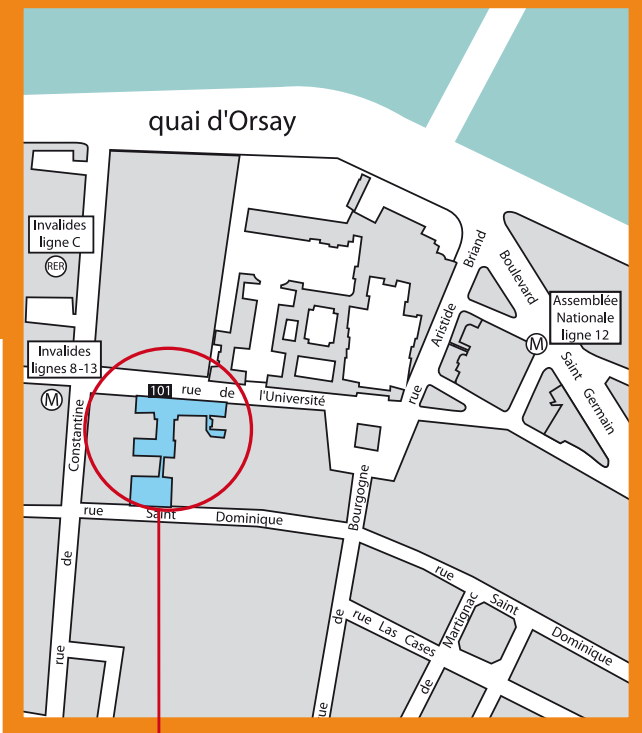 quai d'Orsay
Invalides
ligne C
RER
Invalides
lignes 8-13
M
Assemblée
Nationale
ligne 12
M
rue Aristide Briand
Boulevard Saint Germain
101 rue de l'Université
rue de Constantine
rue Saint Dominique
rue de Bourgogne
rue Saint Dominique
rue Las Cases
de Martignac